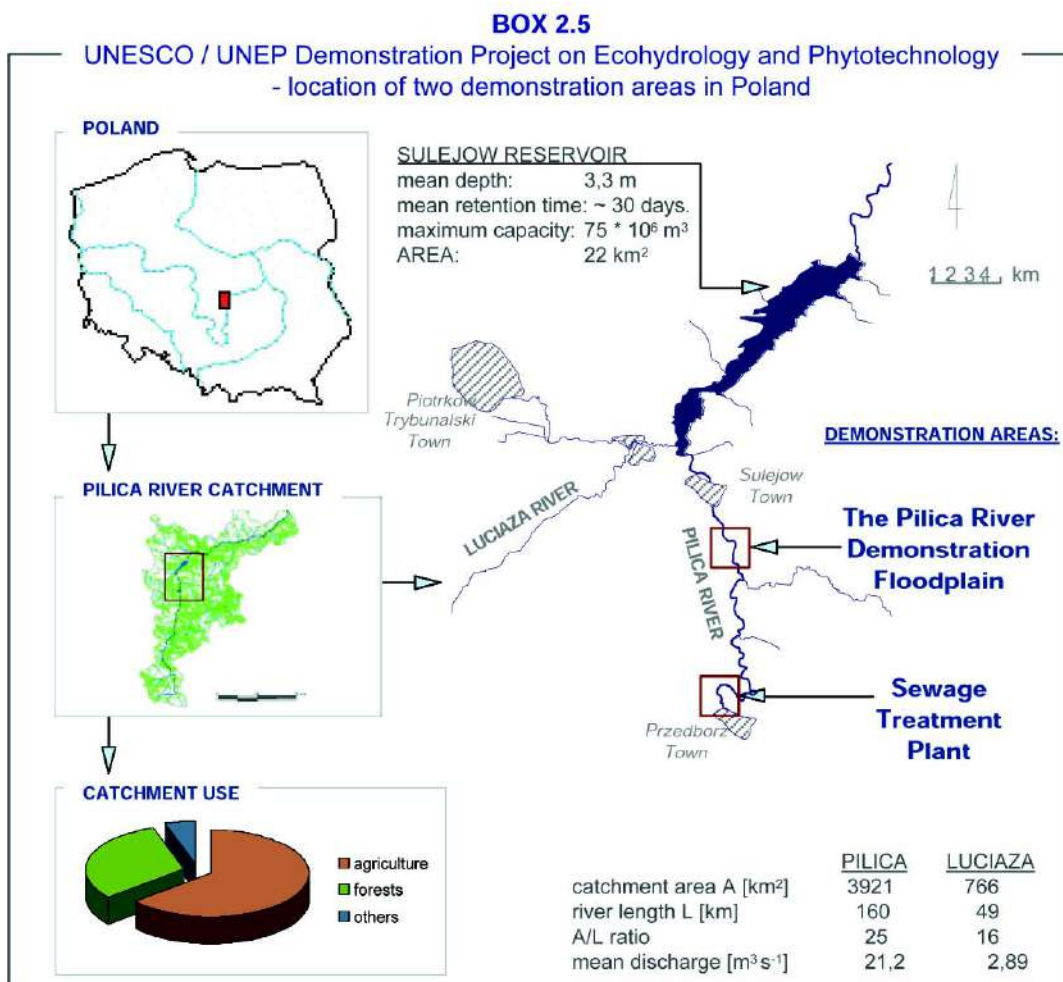 BOX 2.5
UNESCO / UNEP Demonstration Project on Ecohydrology and Phytotechnology
- location of two demonstration areas in Poland
POLAND
SULEJOW RESERVOIR
mean depth: 3,3 m
mean retention time: ~ 30 days.
maximum capacity: 75 * 10⁶ m³
AREA: 22 km²
1 2 3 4 km
Piotrkow
Trybunalski
Town
DEMONSTRATION AREAS:
PILICA RIVER CATCHMENT
Sulejow
Town
LUCIAZA RIVER
PILICA RIVER
The Pilica River
Demonstration
Floodplain
Sewage
Treatment
Plant
Przedborz
Town
CATCHMENT USE
agriculture
forests
others
PILICA LUCIAZA
catchment area A [km²] 3921 766
river length L [km] 160 49
A/L ratio 25 16
mean discharge [m³ s⁻¹] 21,2 2,89